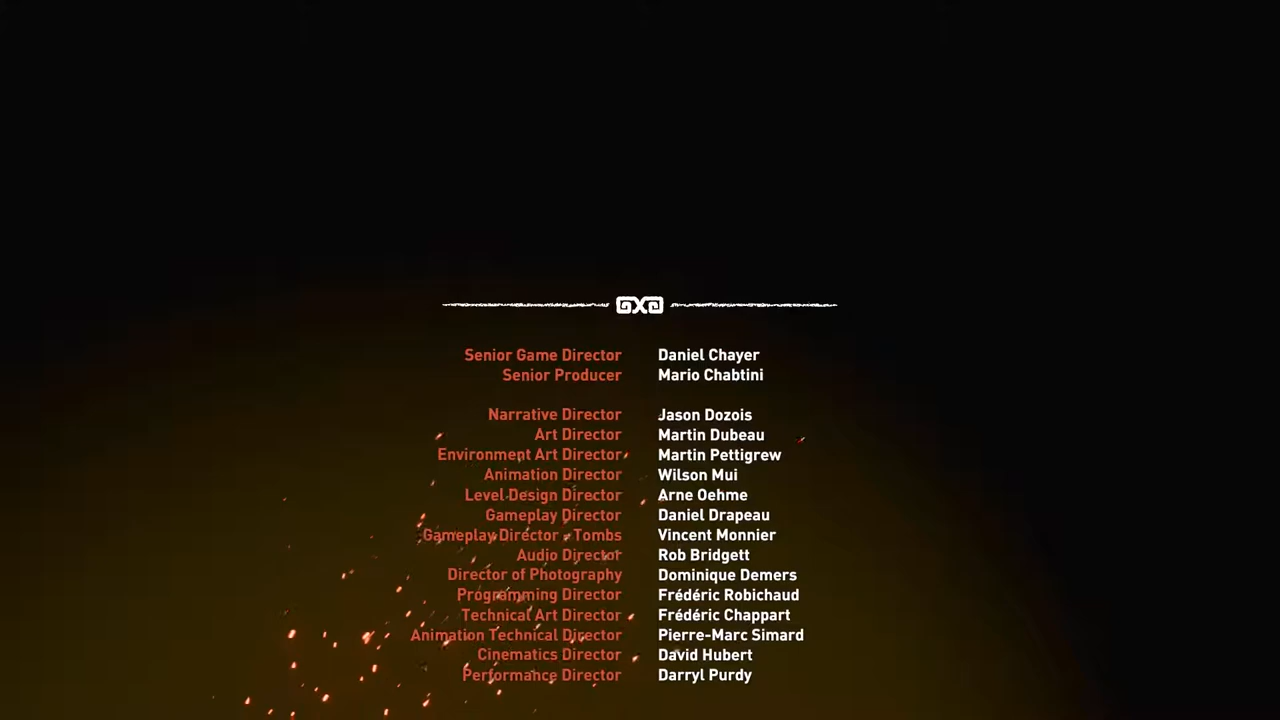 Senior Game Director Daniel Chayer
Senior Producer Mario Chabtini
Narrative Director Jason Dozois
Art Director Martin Dubeau
Environment Art Director Martin Pettigrew
Animation Director Wilson Mui
Level Design Director Arne Oehme
Gameplay Director Daniel Drapeau
Gameplay Director - Tombs Vincent Monnier
Audio Director Rob Bridgett
Director of Photography Dominique Demers
Programming Director Frédéric Robichaud
Technical Art Director Frédéric Chappart
Animation Technical Director Pierre-Marc Simard
Cinematics Director David Hubert
Performance Director Darryl Purdy